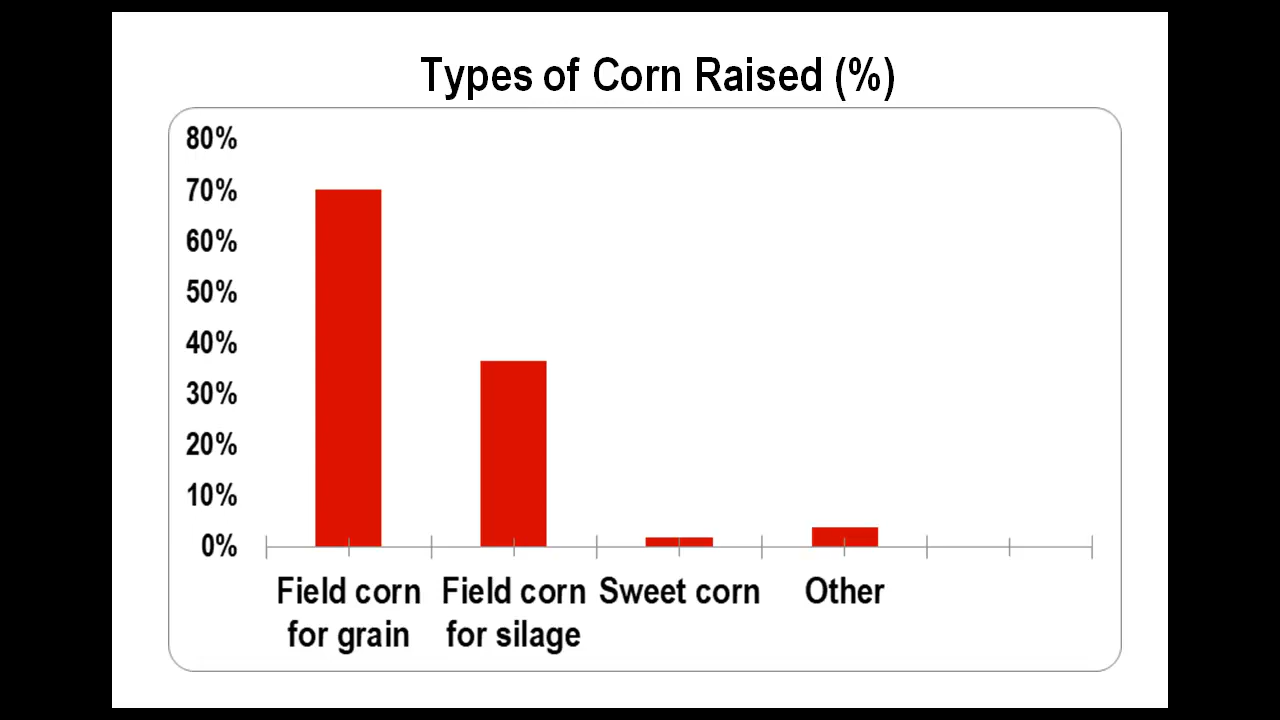 Types of Corn Raised (%)
80%
70%
60%
50%
40%
30%
20%
10%
0%
Field corn for grain
Field corn for silage
Sweet corn
Other